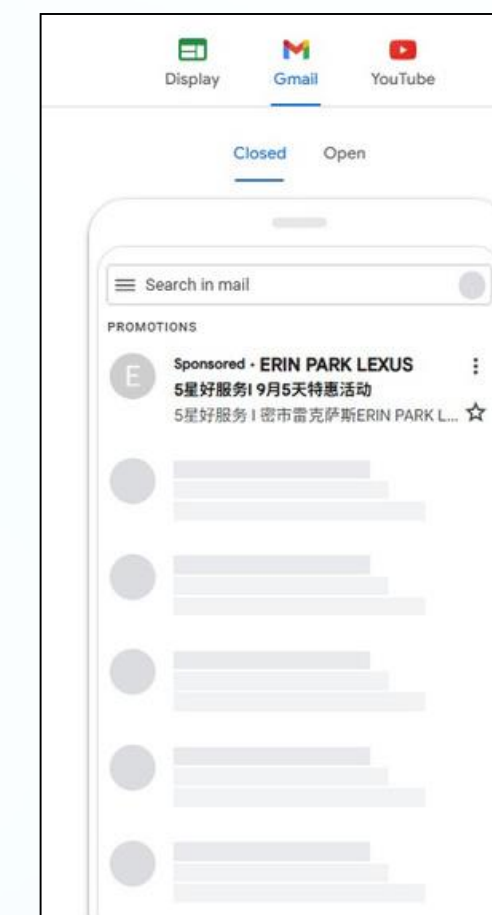 Display Gmail YouTube
Closed Open
Search in mail
PROMOTIONS
E
Sponsored · ERIN PARK LEXUS
5星好服务I 9月5天特惠活动
5星好服务 I 密市雷克萨斯ERIN PARK L...